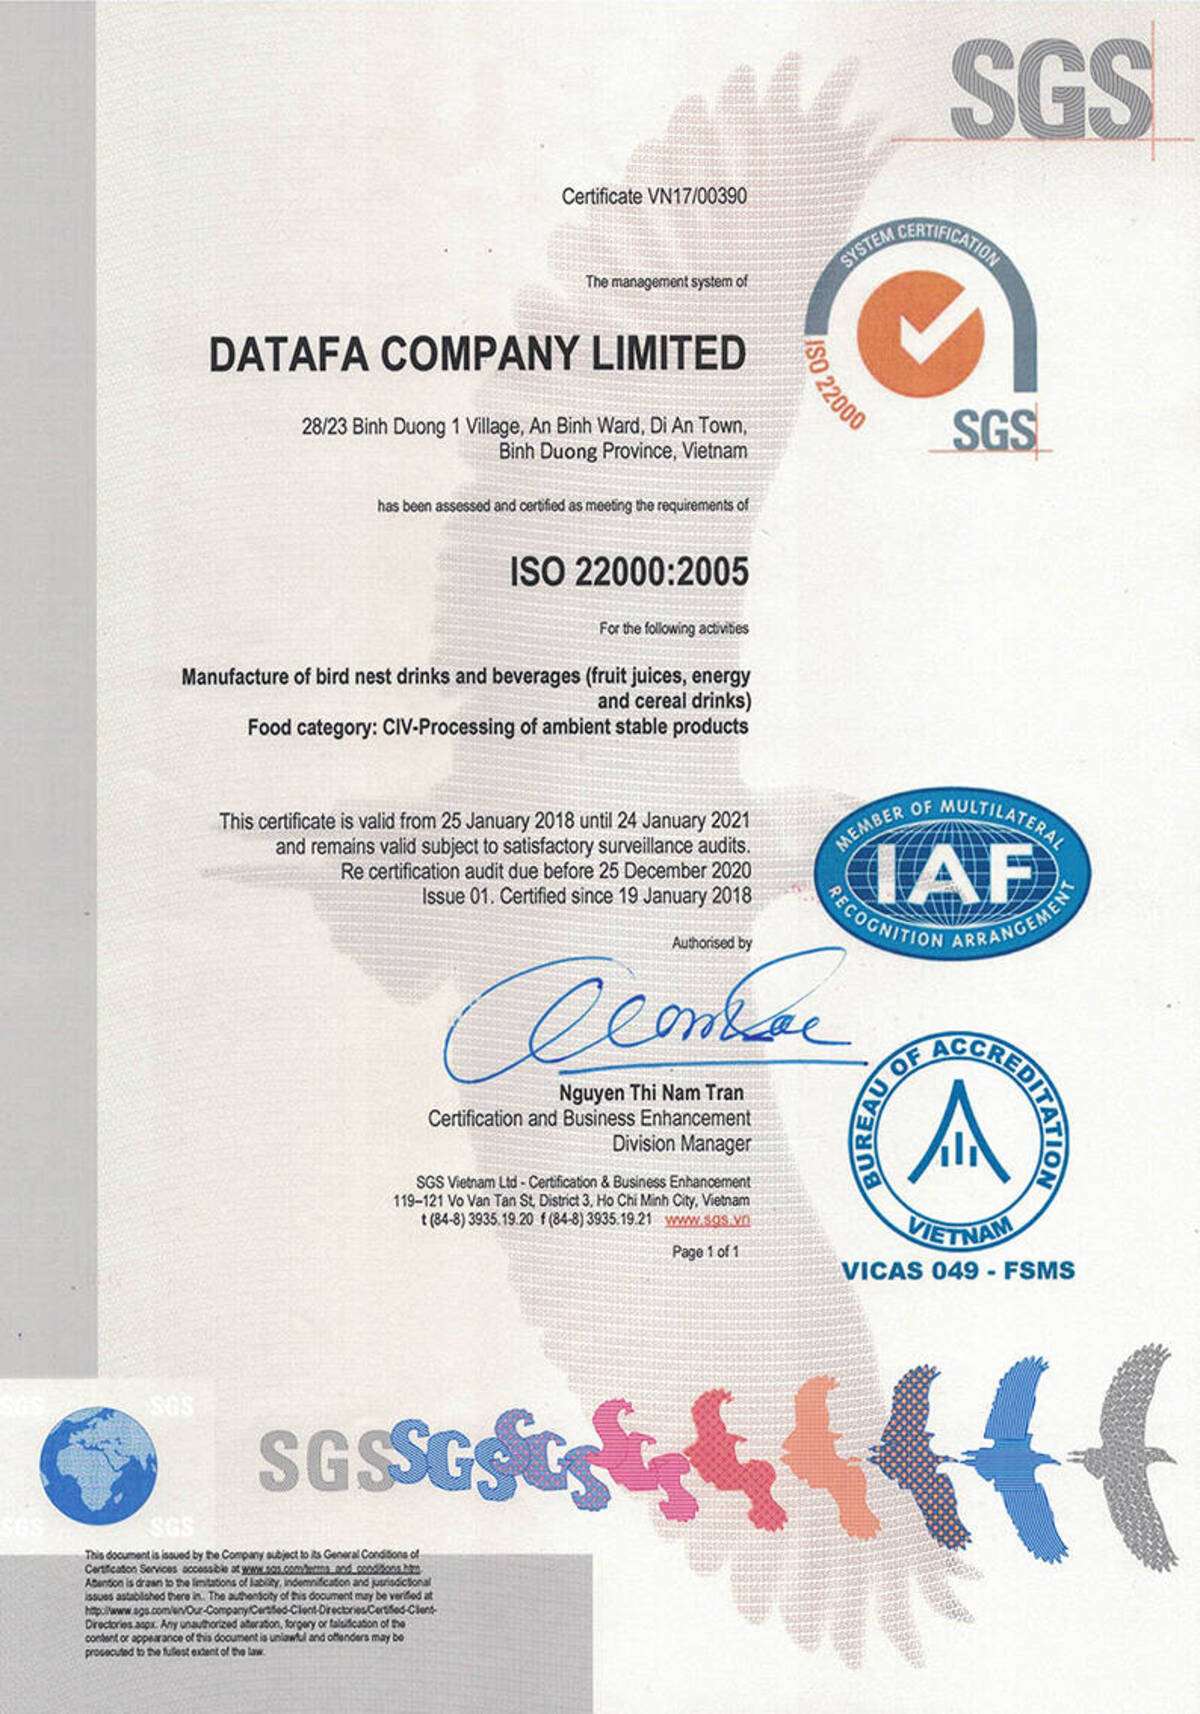 SGS
Certificate VN17/00390
SYSTEM CERTIFICATION
ISO 22000
SGS
The management system of
DATAFA COMPANY LIMITED
28/23 Binh Duong 1 Village, An Binh Ward, Di An Town,
Binh Duong Province, Vietnam
has been assessed and certified as meeting the requirements of
ISO 22000:2005
For the following activities
Manufacture of bird nest drinks and beverages (fruit juices, energy
and cereal drinks)
Food category: CIV-Processing of ambient stable products
This certificate is valid from 25 January 2018 until 24 January 2021
and remains valid subject to satisfactory surveillance audits.
Re certification audit due before 25 December 2020
Issue 01. Certified since 19 January 2018
MEMBER OF MULTILATERAL
IAF
RECOGNITION ARRANGEMENT
Authorised by
Nguyen Thi Nam Tran
Certification and Business Enhancement
Division Manager
BUREAU OF ACCREDITATION
VIETNAM
VICAS 049 - FSMS
SGS Vietnam Ltd - Certification & Business Enhancement
119–121 Vo Van Tan St, District 3, Ho Chi Minh City, Vietnam
t (84-8) 3935.19.20 f (84-8) 3935.19.21 www.sgs.vn
Page 1 of 1
SGS SGS
SGS SGS
SGS SGS SGS
This document is issued by the Company subject to its General Conditions of
Certification Services accessible at www.sgs.com/terms_and_conditions.htm.
Attention is drawn to the limitations of liability, indemnification and jurisdictional
issues astablished there in.. The authenticity of this document may be verified at
http://www.sgs.com/en/Our-Company/Certified-Client-Directories/Certified-Client-
Directories.aspx. Any unauthorized alteration, forgery or falsification of the
content or appearance of this document is unlawful and offenders may be
prosecuted to the fullest extent of the law.